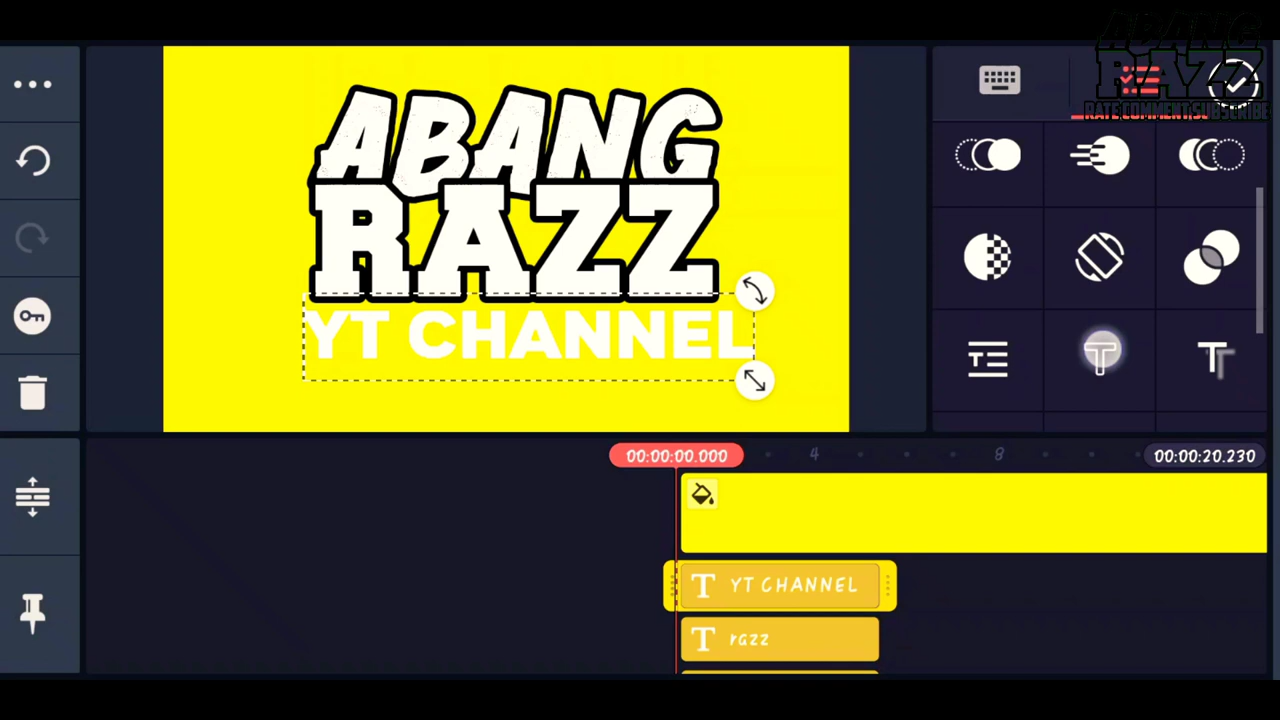 ABANG
RAZZ
RATE,COMMENT,SUBSCRIBE
ABANG
RAZZ
YT CHANNEL
00:00:00.000
4
8
00:00:20.230
T YT CHANNEL
T razz